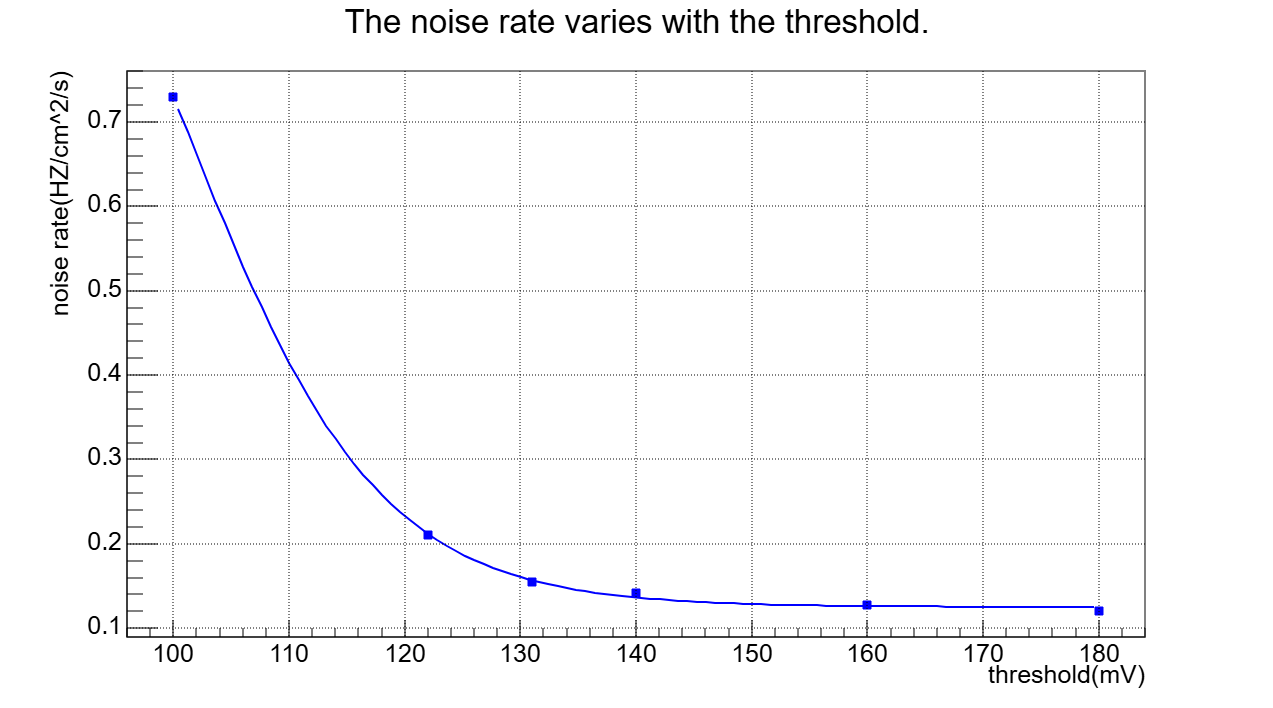 The noise rate varies with the threshold.
noise rate(HZ/cm^2/s)
0.7
0.6
0.5
0.4
0.3
0.2
0.1
100 110 120 130 140 150 160 170 180
threshold(mV)